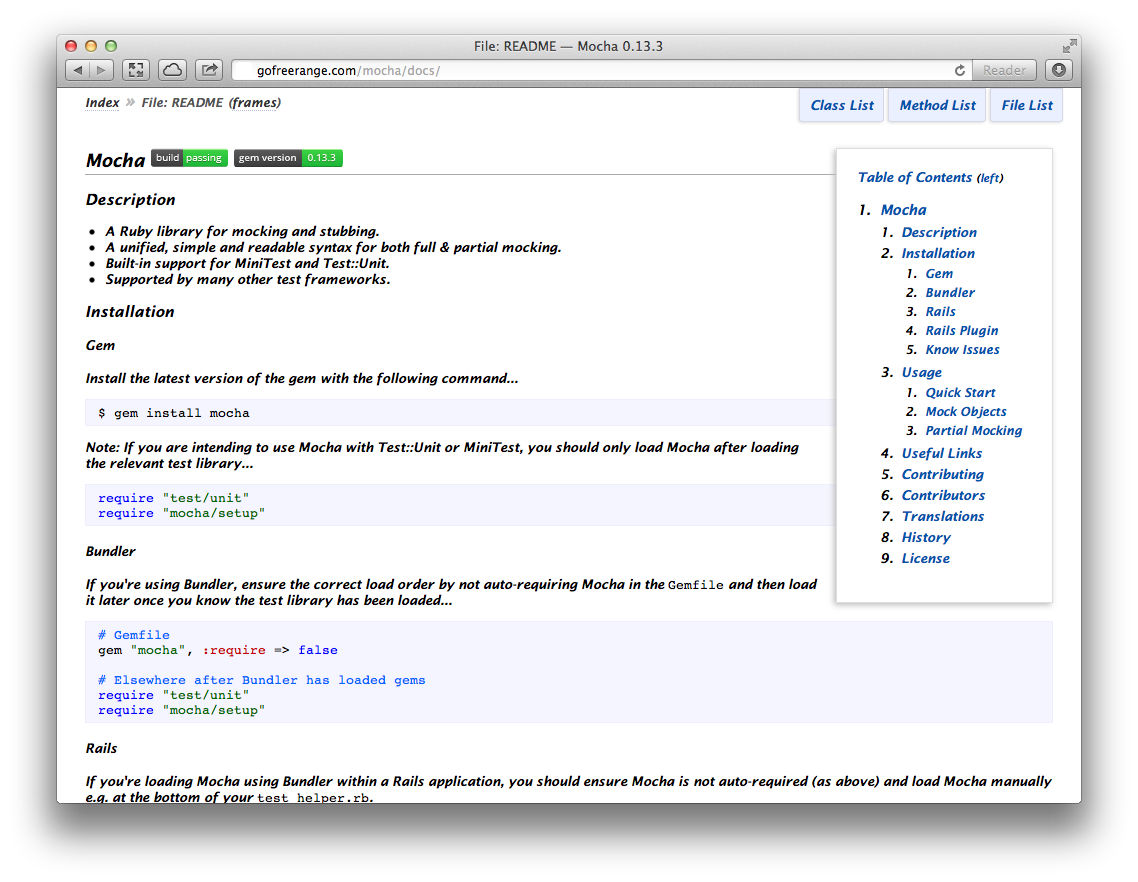 File: README — Mocha 0.13.3
gofreerange.com/mocha/docs/
Reader
Index » File: README (frames)
Class List
Method List
File List
Mocha build passing gem version 0.13.3
Description
• A Ruby library for mocking and stubbing.
• A unified, simple and readable syntax for both full & partial mocking.
• Built-in support for MiniTest and Test::Unit.
• Supported by many other test frameworks.
Installation
Gem
Install the latest version of the gem with the following command...
$ gem install mocha
Note: If you are intending to use Mocha with Test::Unit or MiniTest, you should only load Mocha after loading
the relevant test library...
require "test/unit"
require "mocha/setup"
Bundler
If you're using Bundler, ensure the correct load order by not auto-requiring Mocha in the Gemfile and then load
it later once you know the test library has been loaded...
# Gemfile
gem "mocha", :require => false
# Elsewhere after Bundler has loaded gems
require "test/unit"
require "mocha/setup"
Rails
If you're loading Mocha using Bundler within a Rails application, you should ensure Mocha is not auto-required (as above) and load Mocha manually
e.g. at the bottom of your test_helper.rb.
Table of Contents (left)
1. Mocha
1. Description
2. Installation
1. Gem
2. Bundler
3. Rails
4. Rails Plugin
5. Know Issues
3. Usage
1. Quick Start
2. Mock Objects
3. Partial Mocking
4. Useful Links
5. Contributing
6. Contributors
7. Translations
8. History
9. License